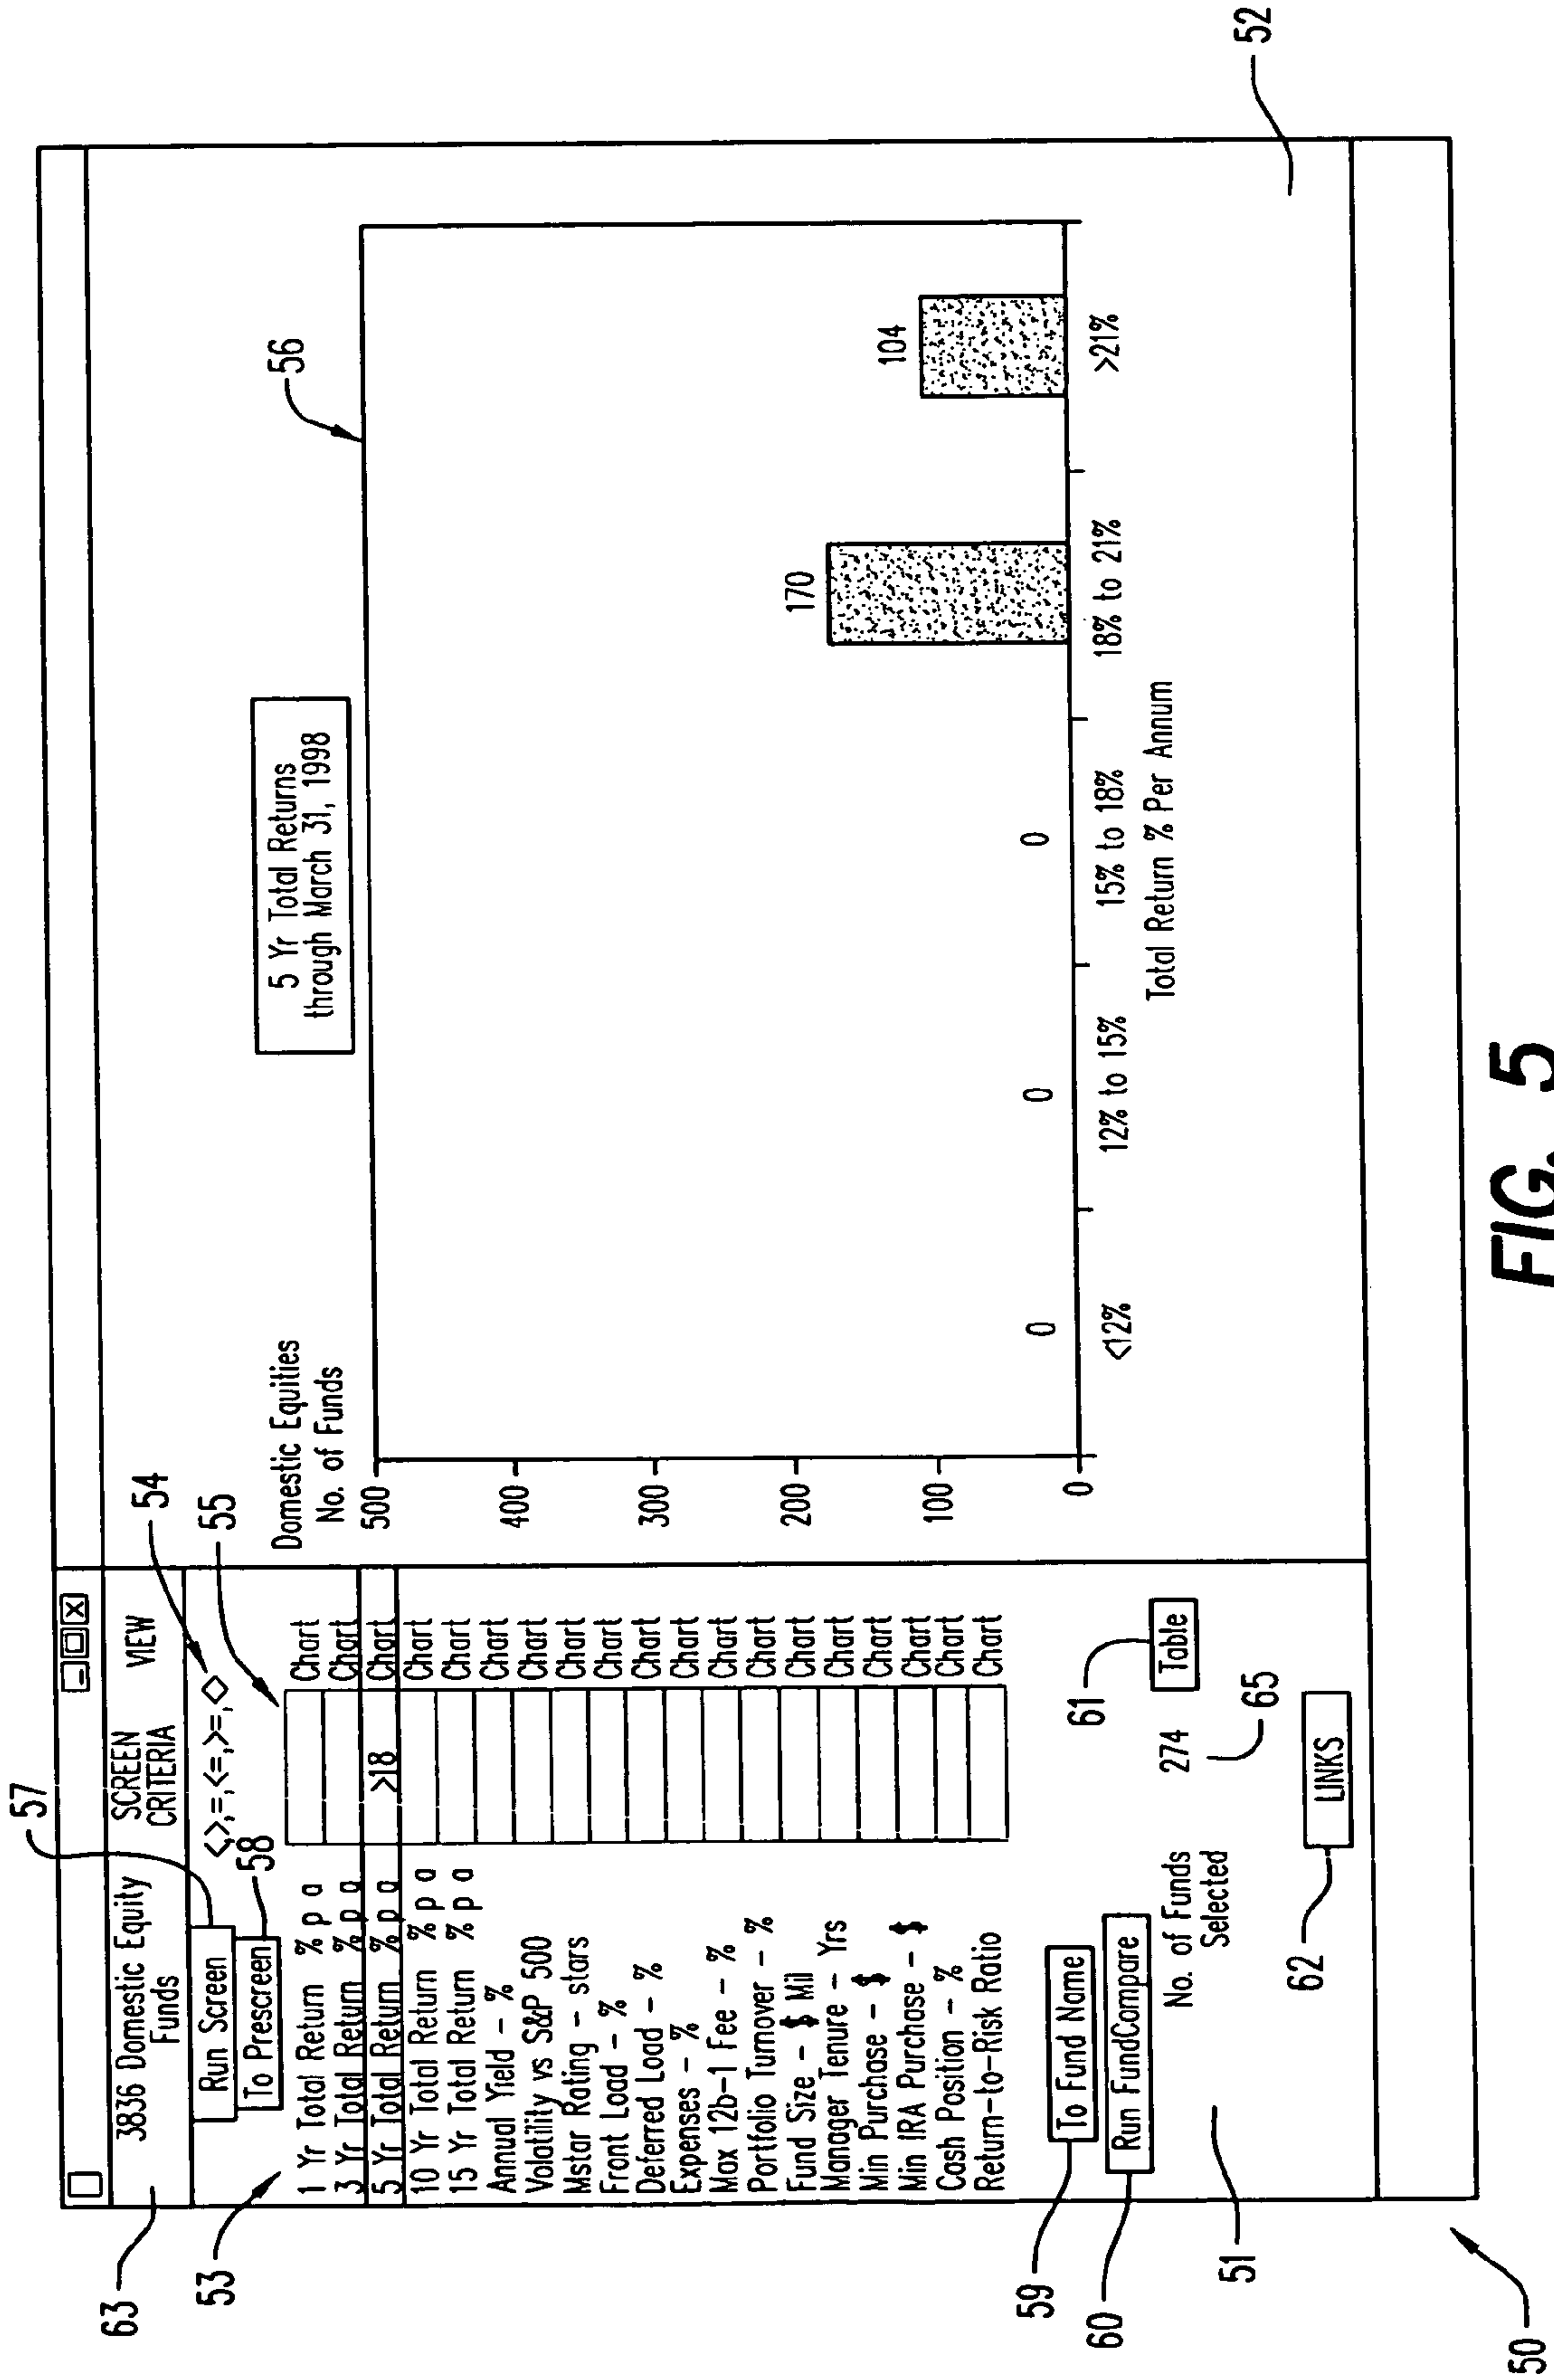 57
63
3836 Domestic Equity
Funds
SCREEN
CRITERIA
VIEW
Run Screen
To Prescreen
58
<,>,=,<=,>=,<>
54
53
55
1 Yr Total Return % p a Chart
3 Yr Total Return % p a Chart
5 Yr Total Return % p a >18 Chart
10 Yr Total Return % p a Chart
15 Yr Total Return % p a Chart
Annual Yield - % Chart
Volatility vs S&P 500 Chart
Mstar Rating - stars Chart
Front Load - % Chart
Deferred Load - % Chart
Expenses - % Chart
Max 12b-1 Fee - % Chart
Portfolio Turnover - % Chart
Fund Size - $ Mil Chart
Manager Tenure - Yrs Chart
Min Purchase - $ Chart
Min IRA Purchase - $ Chart
Cash Position - % Chart
Return-to-Risk Ratio Chart
59
To Fund Name
60
Run FundCompare
61
Table
No. of Funds
Selected
274
65
51
62
LINKS
50
Domestic Equities
No. of Funds
5 Yr Total Returns
through March 31, 1998
56
500
400
300
200
100
0
0
0
0
170
104
<12%
12% to 15%
15% to 18%
18% to 21%
>21%
Total Return % Per Annum
52
FIG. 5